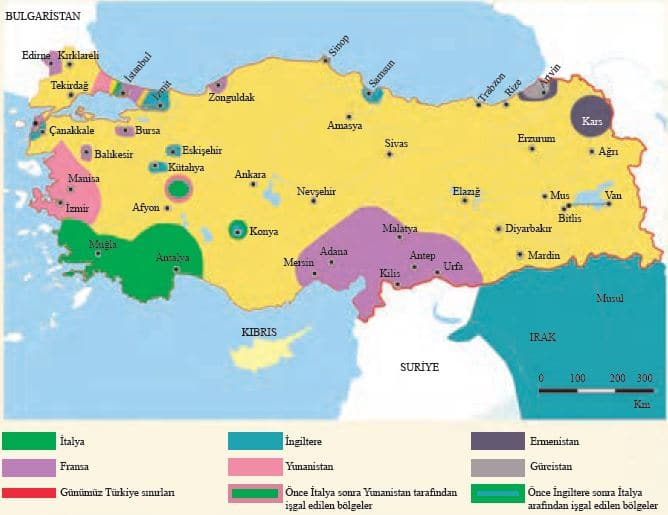 BULGARİSTAN
Edirne
Kırklareli
Tekirdağ
İstanbul
İzmit
Zonguldak
Sinop
Samsun
Trabzon
Rize
Artvin
Kars
Çanakkale
Bursa
Balıkesir
Eskişehir
Kütahya
Amasya
Sivas
Erzurum
Ağrı
Manisa
İzmir
Afyon
Ankara
Nevşehir
Elazığ
Mus
Bitlis
Van
Konya
Malatya
Diyarbakır
Muğla
Antalya
Mersin
Adana
Antep
Kilis
Urfa
Mardin
Musul
KIBRIS
SURİYE
IRAK
0 100 200 300
Km
İtalya
İngiltere
Ermenistan
Fransa
Yunanistan
Gürcistan
Günümüz Türkiye sınırları
Önce İtalya sonra Yunanistan tarafından
işgal edilen bölgeler
Önce İngiltere sonra İtalya
arafından işgal edilen bölgeler